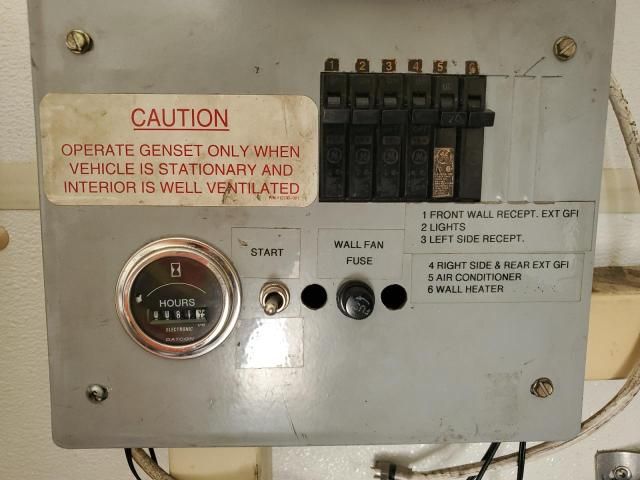 1 2 3 4 5 6
CAUTION
OPERATE GENSET ONLY WHEN
VEHICLE IS STATIONARY AND
INTERIOR IS WELL VENTILATED
1 FRONT WALL RECEPT. EXT GFI
2 LIGHTS
3 LEFT SIDE RECEPT.
START
WALL FAN
FUSE
4 RIGHT SIDE & REAR EXT GFI
5 AIR CONDITIONER
6 WALL HEATER
HOURS
ELECTRONIC
DATCON